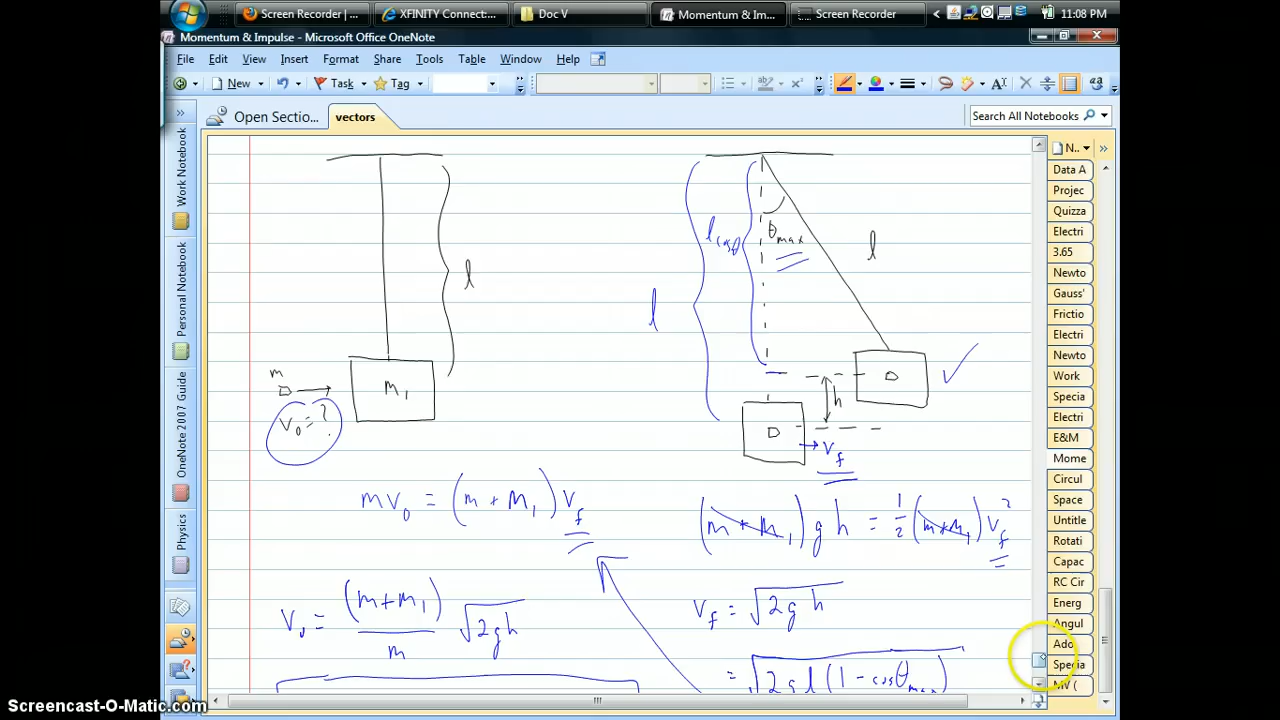 Screen Recorder | ...
XFINITY Connect:...
Doc V
Momentum & Im...
Screen Recorder
11:08 PM
Momentum & Impulse - Microsoft Office OneNote
File Edit View Insert Format Share Tools Table Window Help
New Task Tag
Open Sectio... vectors
Search All Notebooks
N..
Work Notebook
Personal Notebook
OneNote 2007 Guide
Physics
Data A
Projec
Quizza
Electri
3.65
Newto
Gauss'
Frictio
Electri
Newto
Work
Specia
Electri
E&M
Mome
Circul
Space
Untitle
Rotati
Capac
RC Cir
Energ
Angul
Ado
Specia
MV (
l
m
M₁
V₀ = ?
l
l cosθ
θmax
l
h
Vf
mV₀ = (m + M₁) Vf
(m + M₁) g h = ½ (m+M₁) Vf²
V₀ = (m+M₁)/m √2gh
Vf = √2gh
= √2gl(1 - cosθmax)
Screencast-O-Matic.com